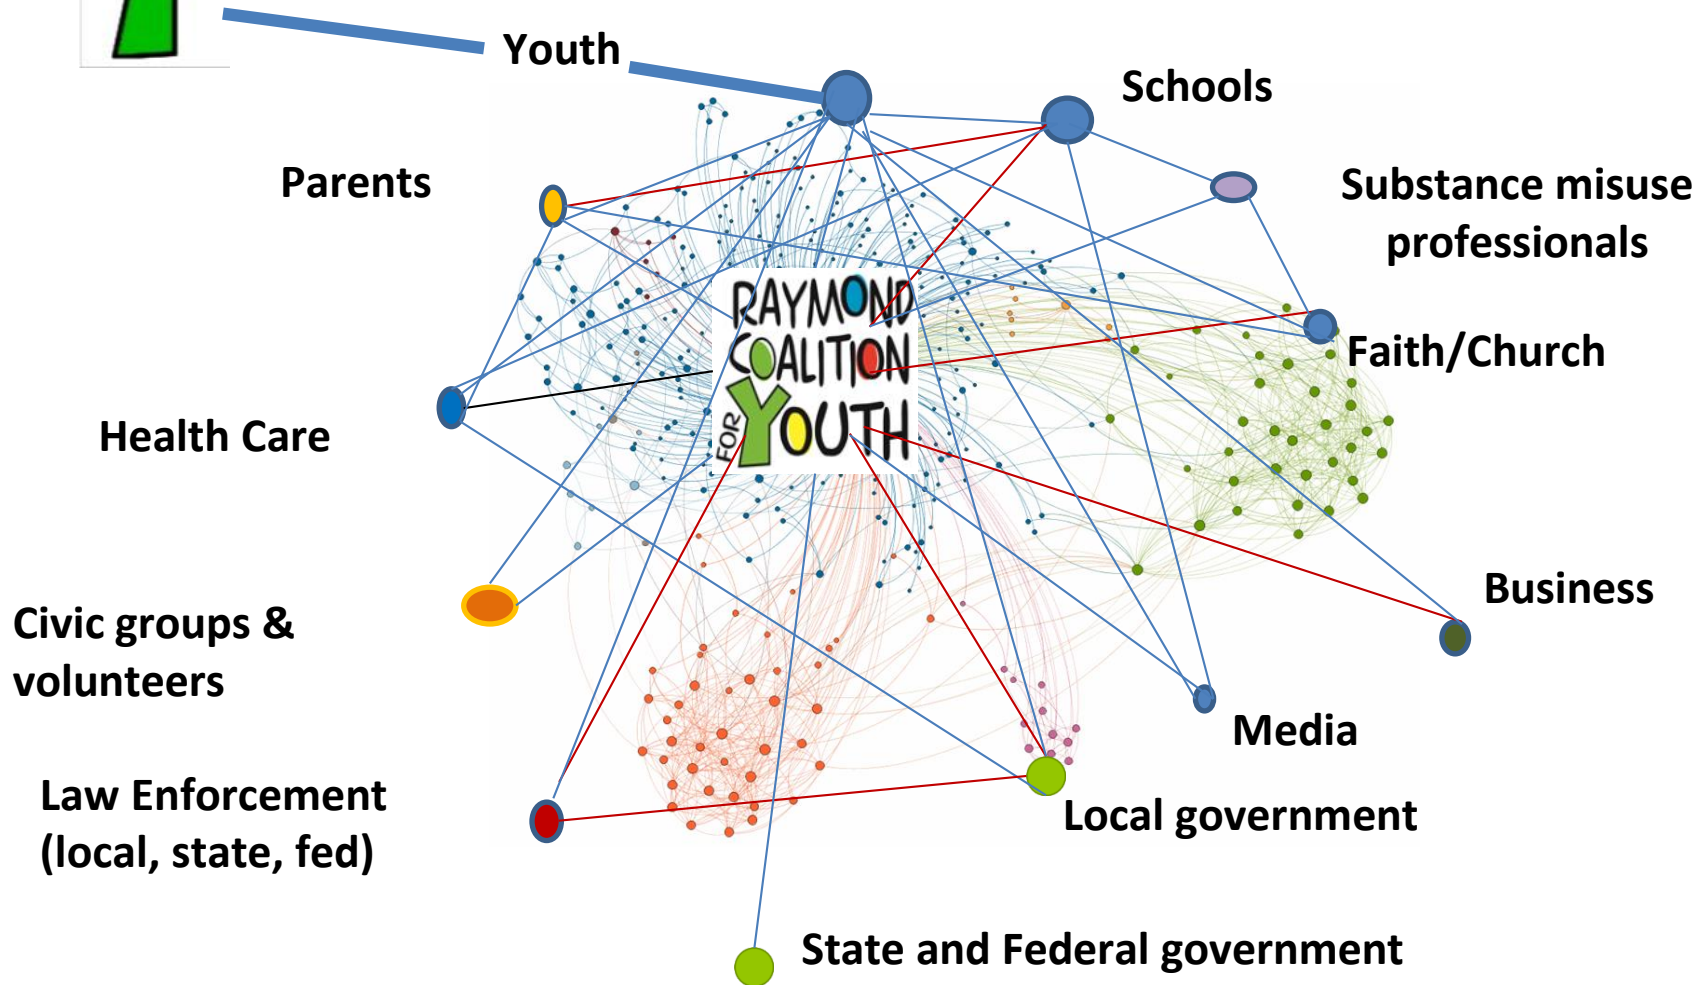 Youth
Schools
Parents
Substance misuse
professionals
RAYMOND
COALITION
FOR YOUTH
Faith/Church
Health Care
Business
Civic groups &
volunteers
Media
Law Enforcement
(local, state, fed)
Local government
State and Federal government